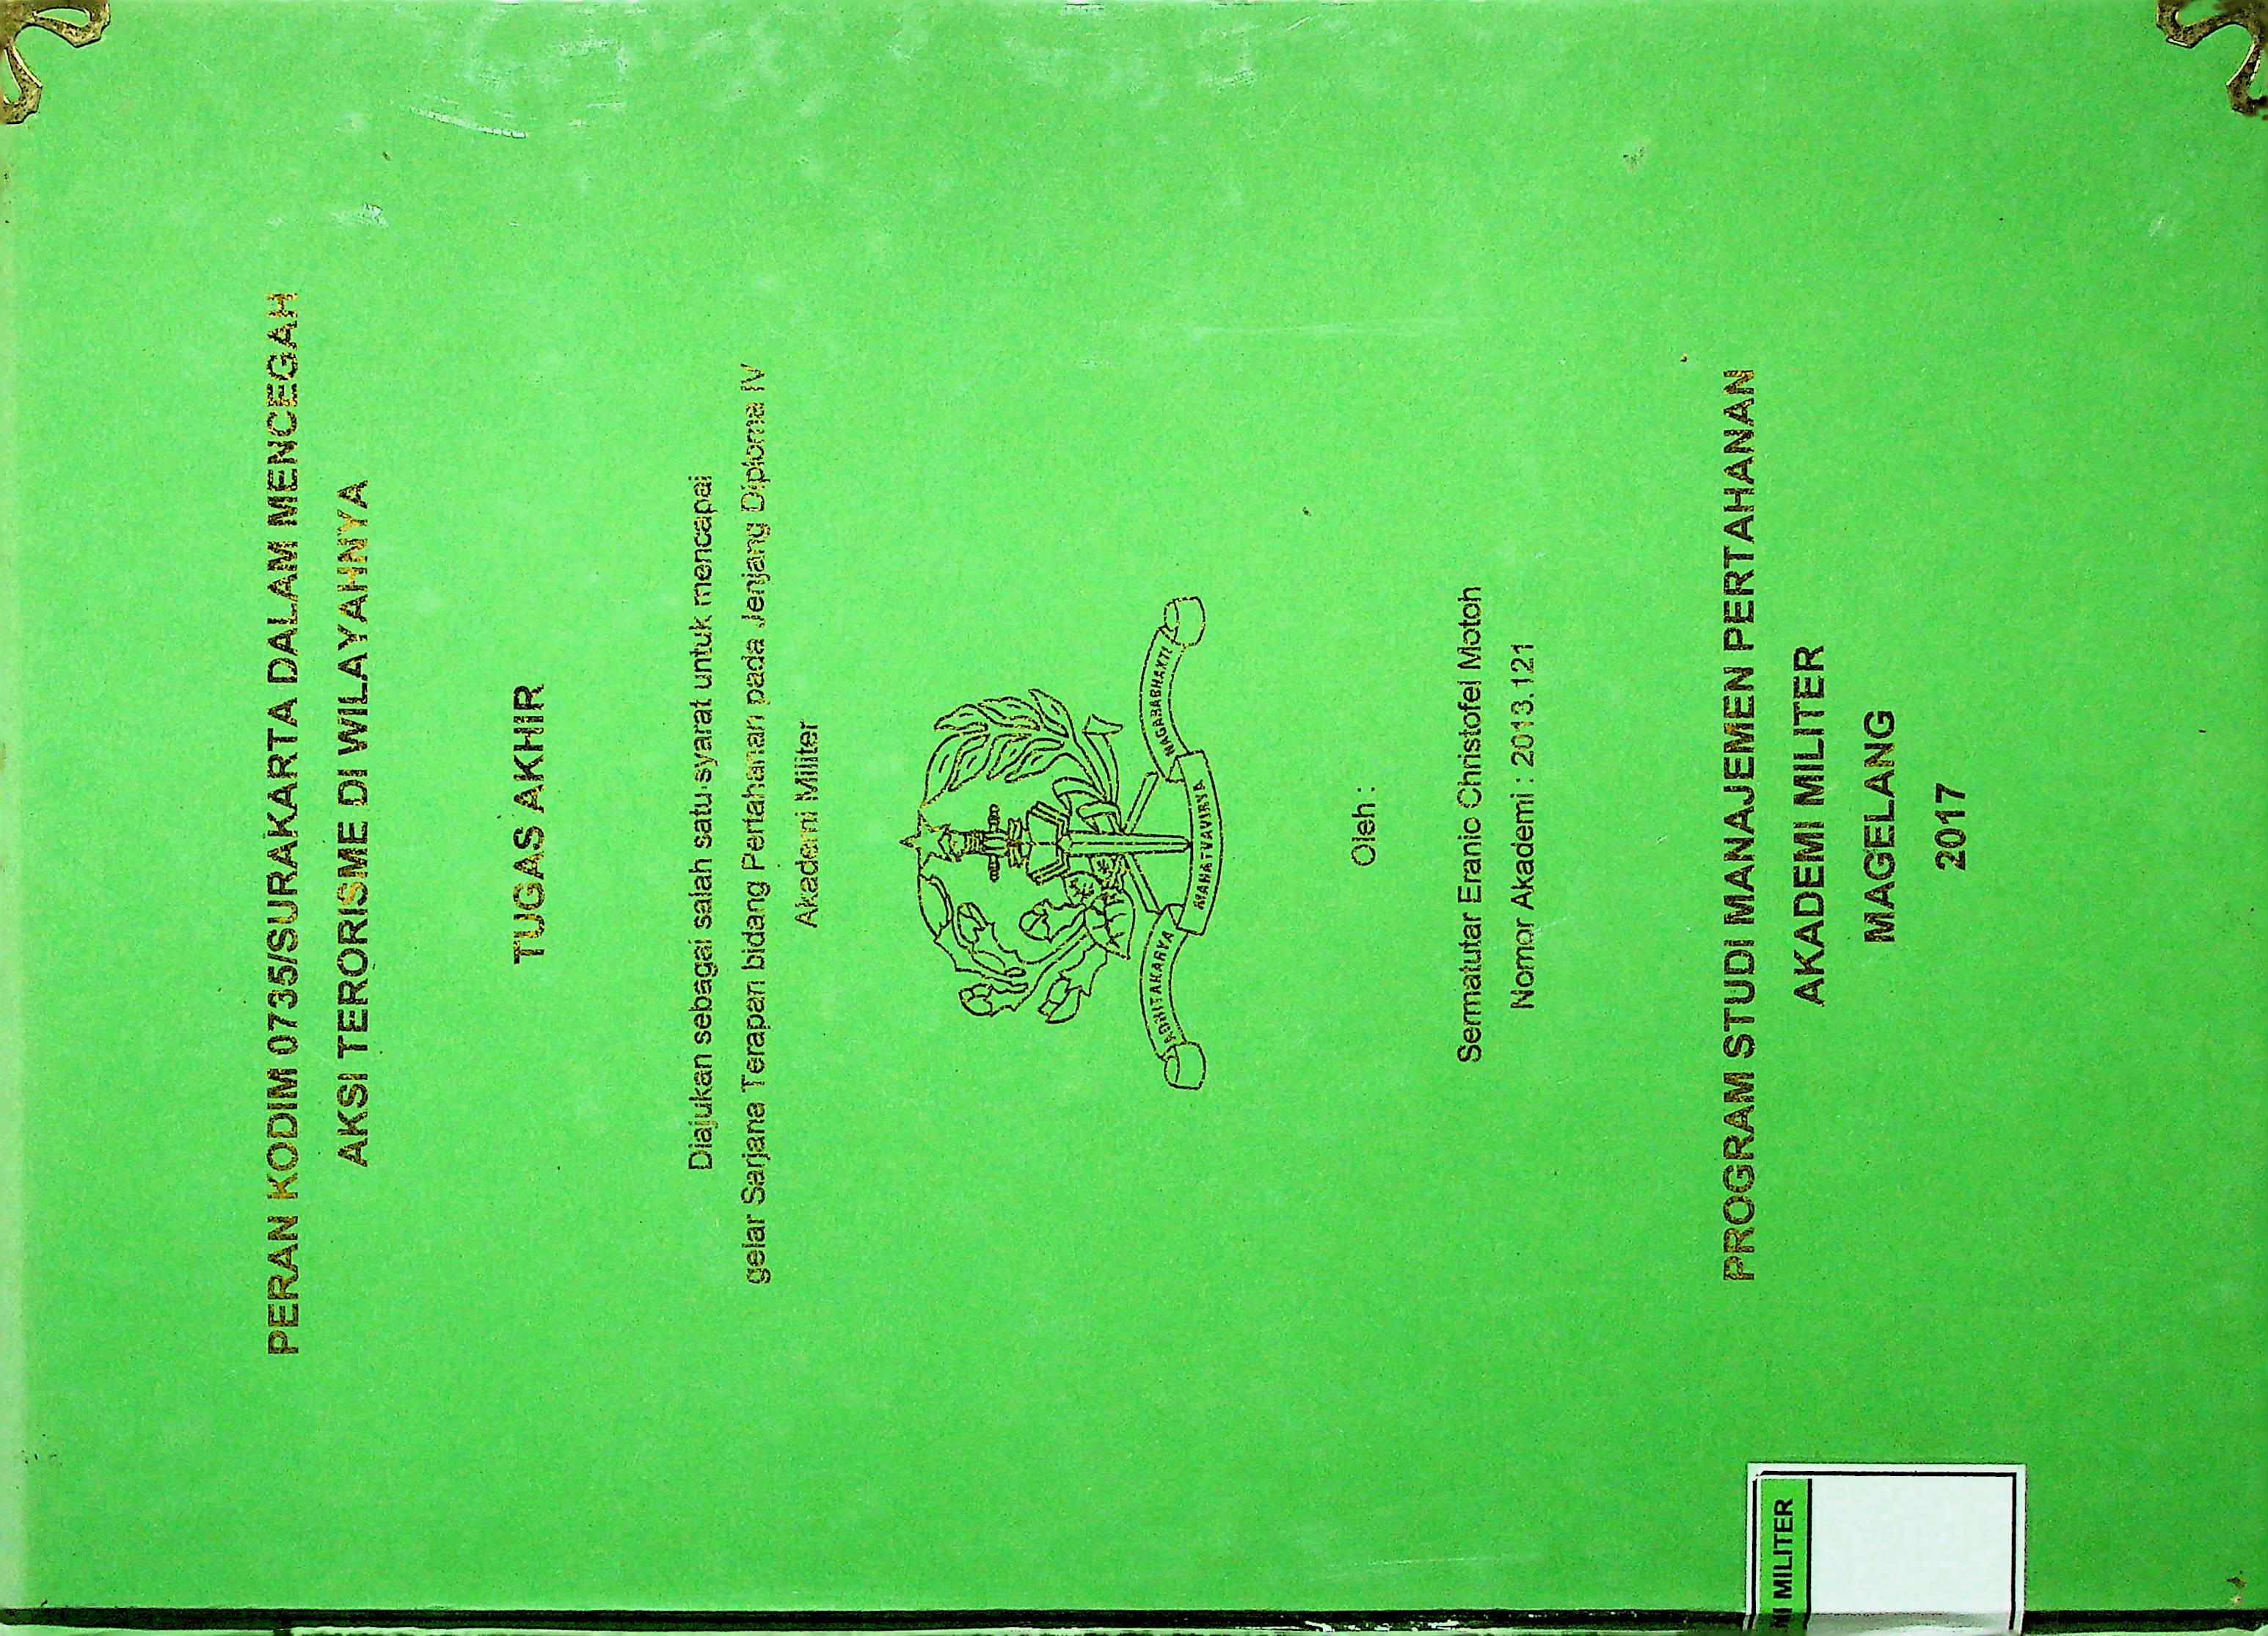 PERAN KODIM 0735/SURAKARTA DALAM MENCEGAH
AKSI TERORISME DI WILAYAHNYA
TUGAS AKHIR
Diajukan sebagai salah satu syarat untuk mencapai
gelar Sarjana Terapan bidang Pertahanan pada Jenjang Diploma IV
Akademi Militer
ADHITAKARYA MAHATVAVIRYA NAGARABHAKTI
Oleh :
Sermatutar Eranio Christofel Motoh
Nomor Akademi : 2013.121
PROGRAM STUDI MANAJEMEN PERTAHANAN
AKADEMI MILITER
MAGELANG
2017
MI MILITER